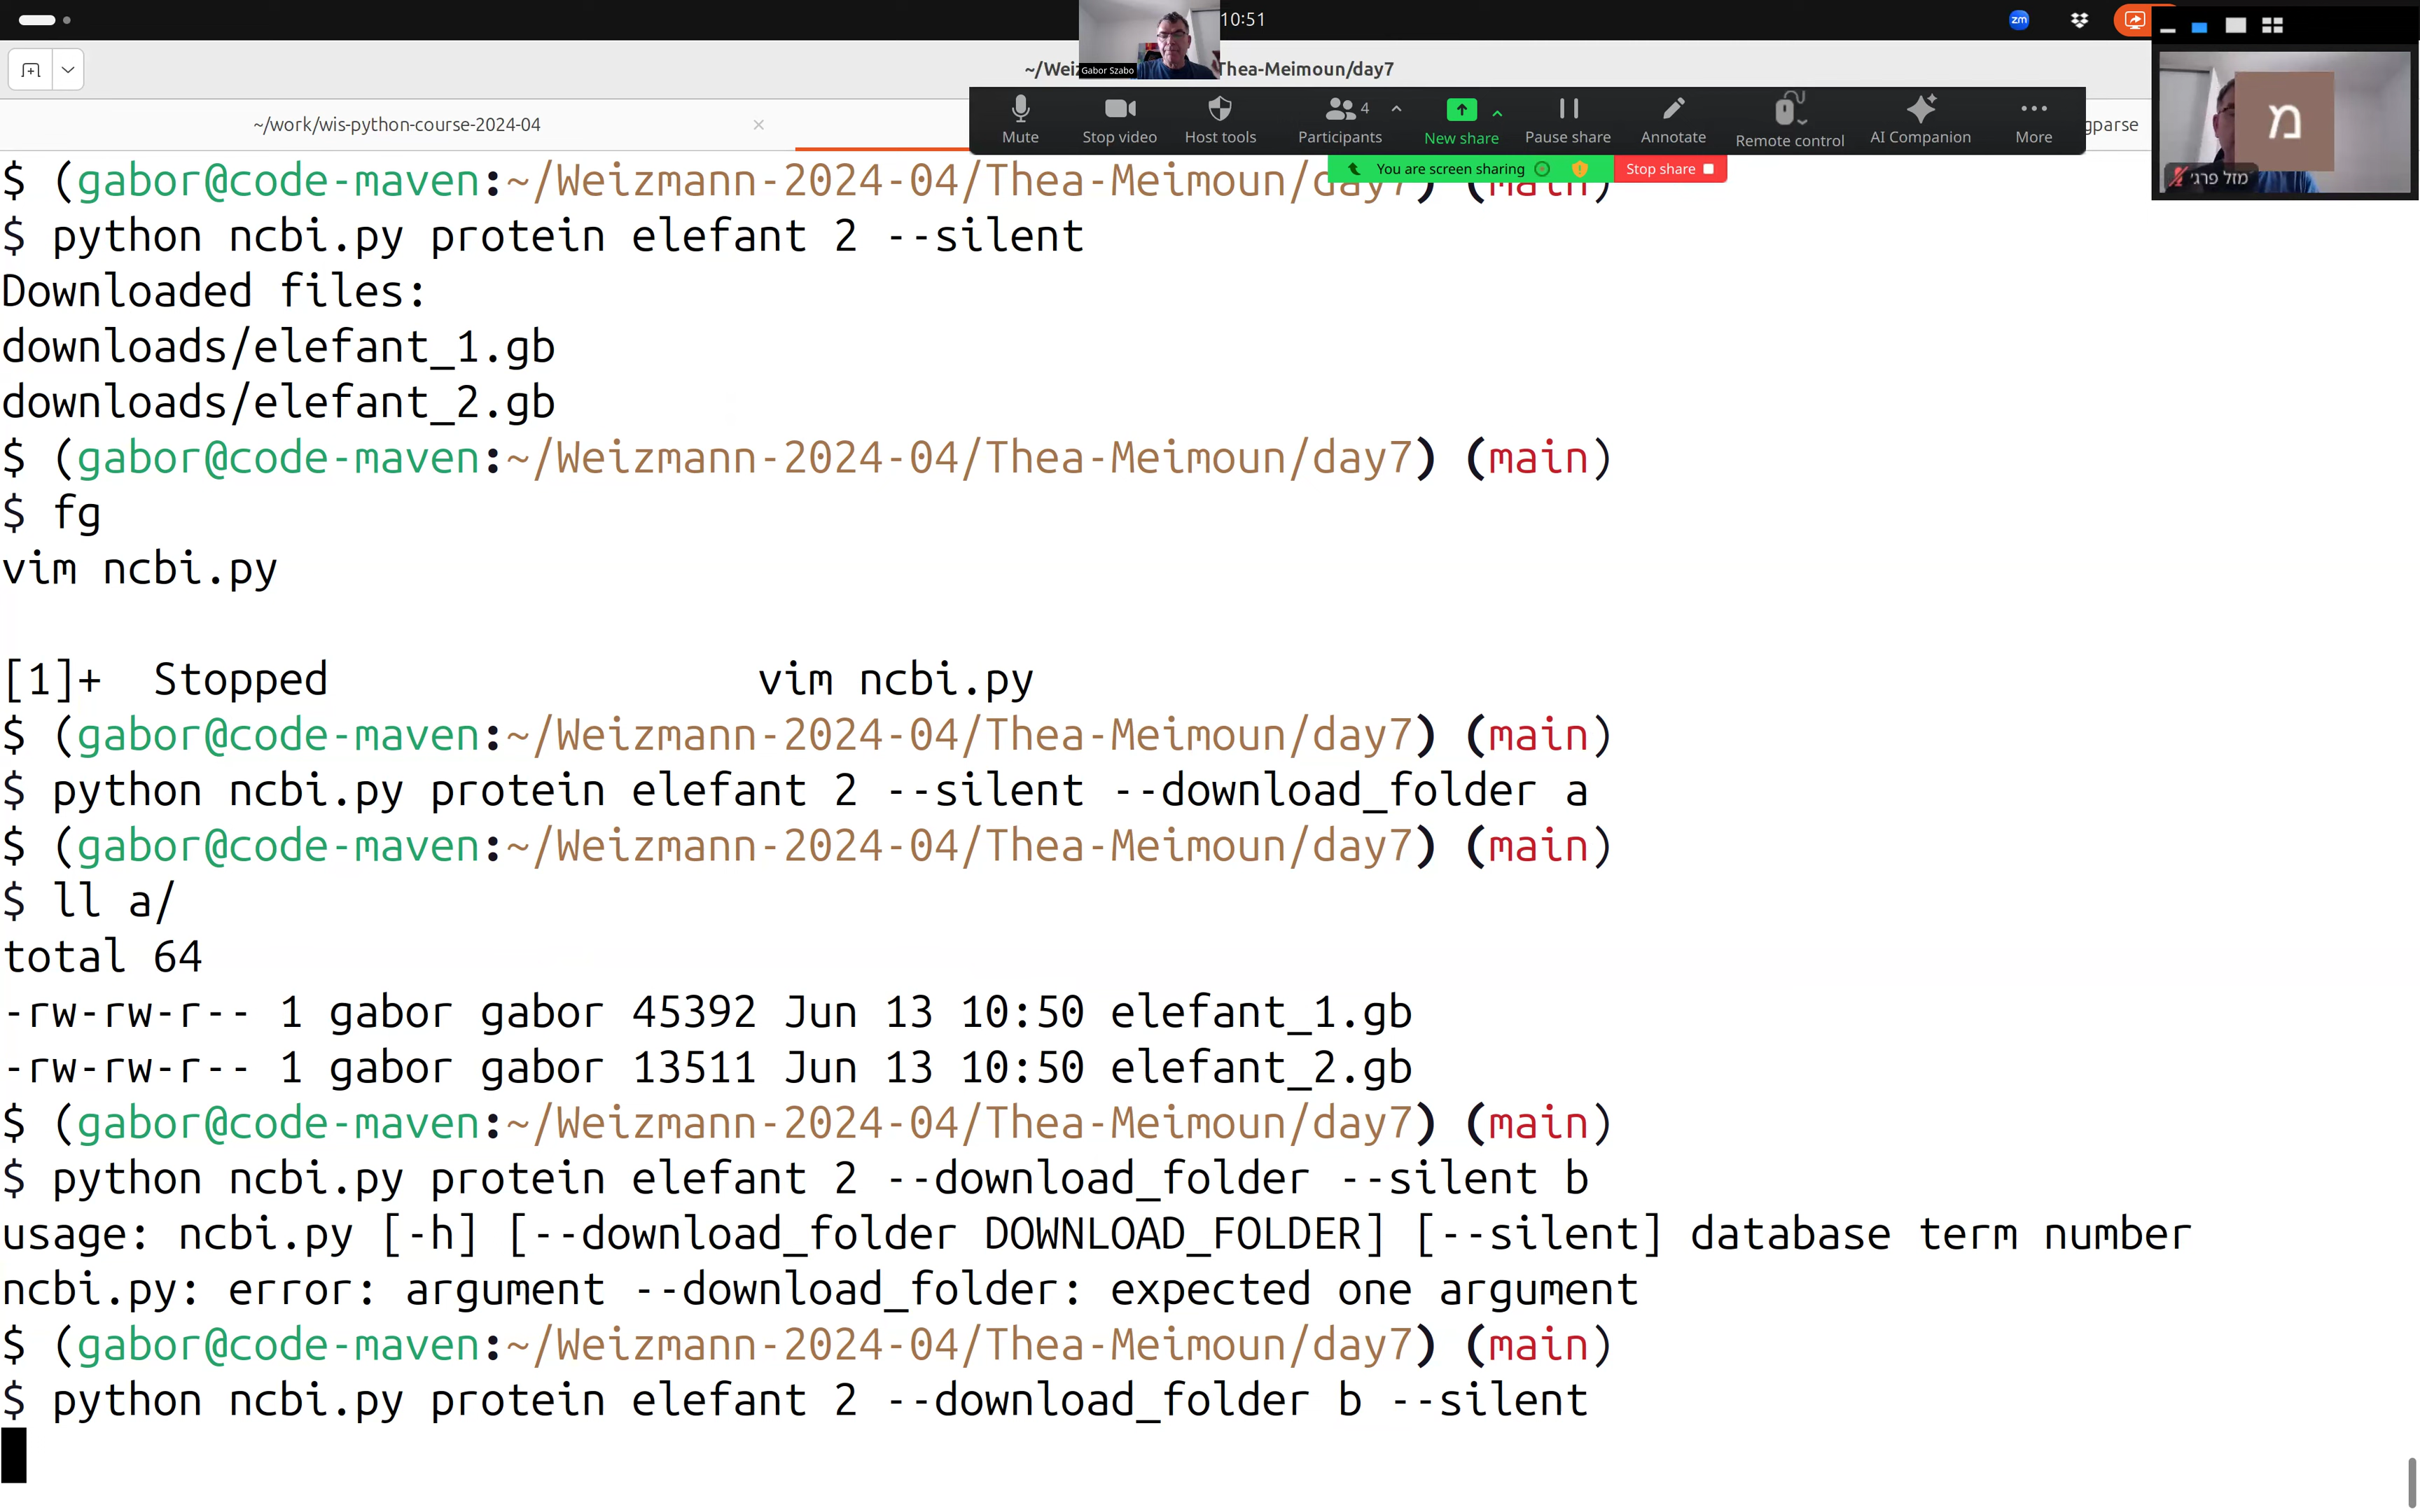 10:51
zm
Gabor Szabo
~/Wei
Thea-Meimoun/day7
~/work/wis-python-course-2024-04
gparse
Mute
Stop video
Host tools
Participants
4
New share
Pause share
Annotate
Remote control
AI Companion
More
You are screen sharing
Stop share
מ
מזל פרג׳
$ (gabor@code-maven:~/Weizmann-2024-04/Thea-Meimoun/day7) (main)
$ python ncbi.py protein elefant 2 --silent
Downloaded files:
downloads/elefant_1.gb
downloads/elefant_2.gb
$ (gabor@code-maven:~/Weizmann-2024-04/Thea-Meimoun/day7) (main)
$ fg
vim ncbi.py
[1]+  Stopped                 vim ncbi.py
$ (gabor@code-maven:~/Weizmann-2024-04/Thea-Meimoun/day7) (main)
$ python ncbi.py protein elefant 2 --silent --download_folder a
$ (gabor@code-maven:~/Weizmann-2024-04/Thea-Meimoun/day7) (main)
$ ll a/
total 64
-rw-rw-r-- 1 gabor gabor 45392 Jun 13 10:50 elefant_1.gb
-rw-rw-r-- 1 gabor gabor 13511 Jun 13 10:50 elefant_2.gb
$ (gabor@code-maven:~/Weizmann-2024-04/Thea-Meimoun/day7) (main)
$ python ncbi.py protein elefant 2 --download_folder --silent b
usage: ncbi.py [-h] [--download_folder DOWNLOAD_FOLDER] [--silent] database term number
ncbi.py: error: argument --download_folder: expected one argument
$ (gabor@code-maven:~/Weizmann-2024-04/Thea-Meimoun/day7) (main)
$ python ncbi.py protein elefant 2 --download_folder b --silent